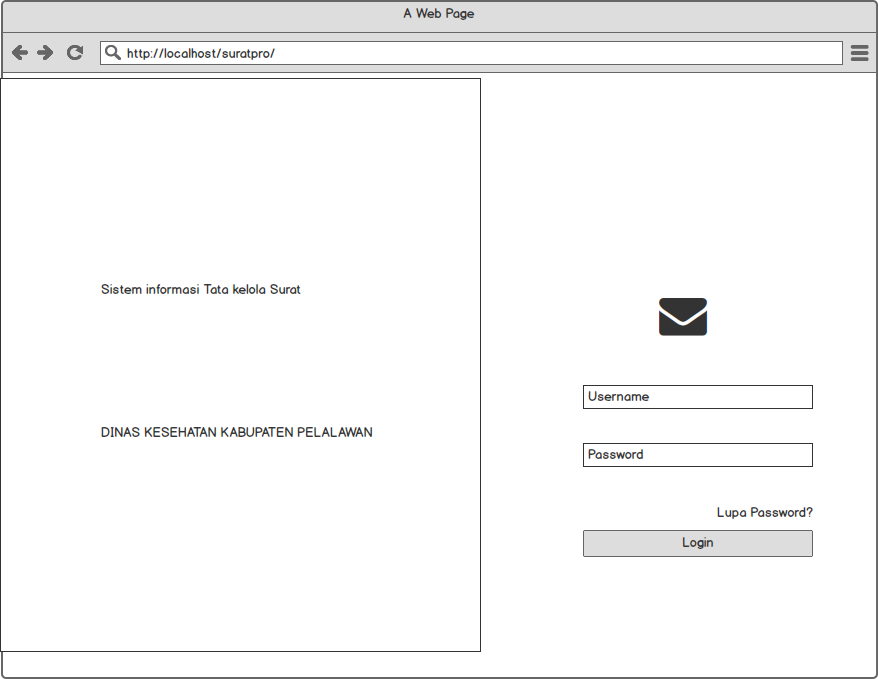 A Web Page
http://localhost/suratpro/
Sistem informasi Tata kelola Surat
DINAS KESEHATAN KABUPATEN PELALAWAN
Username
Password
Lupa Password?
Login